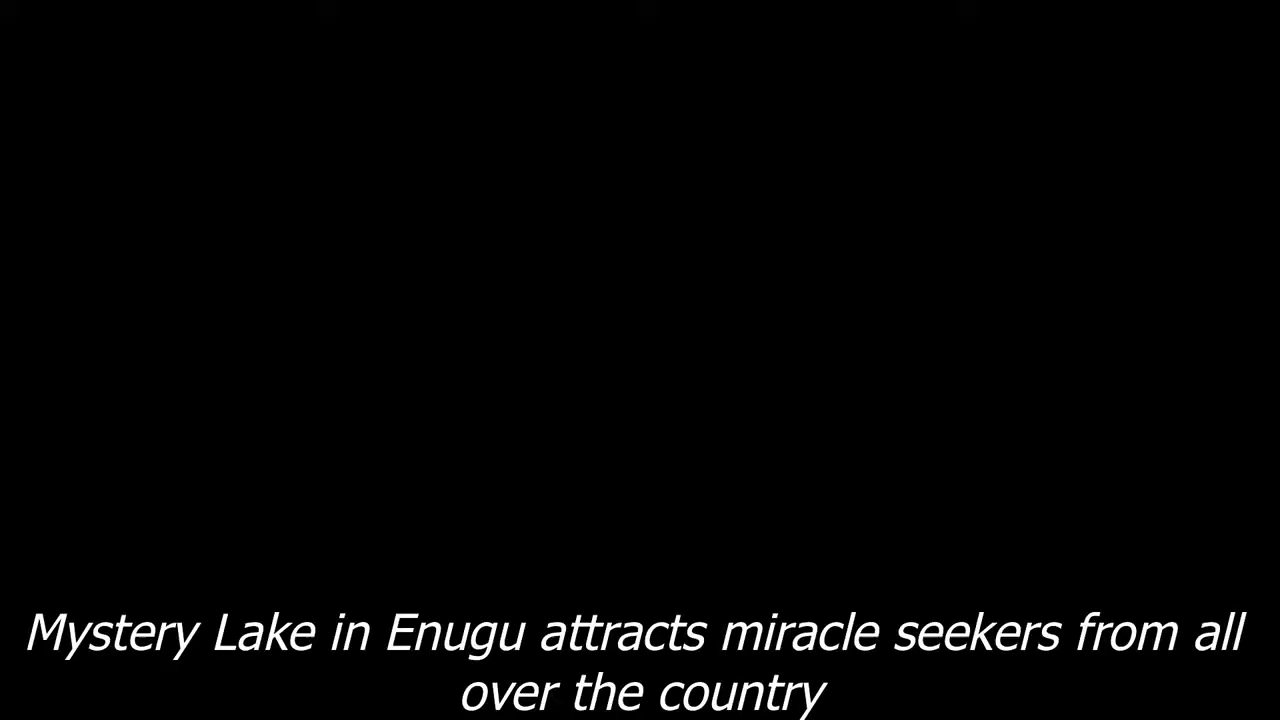 Mystery Lake in Enugu attracts miracle seekers from all
over the country